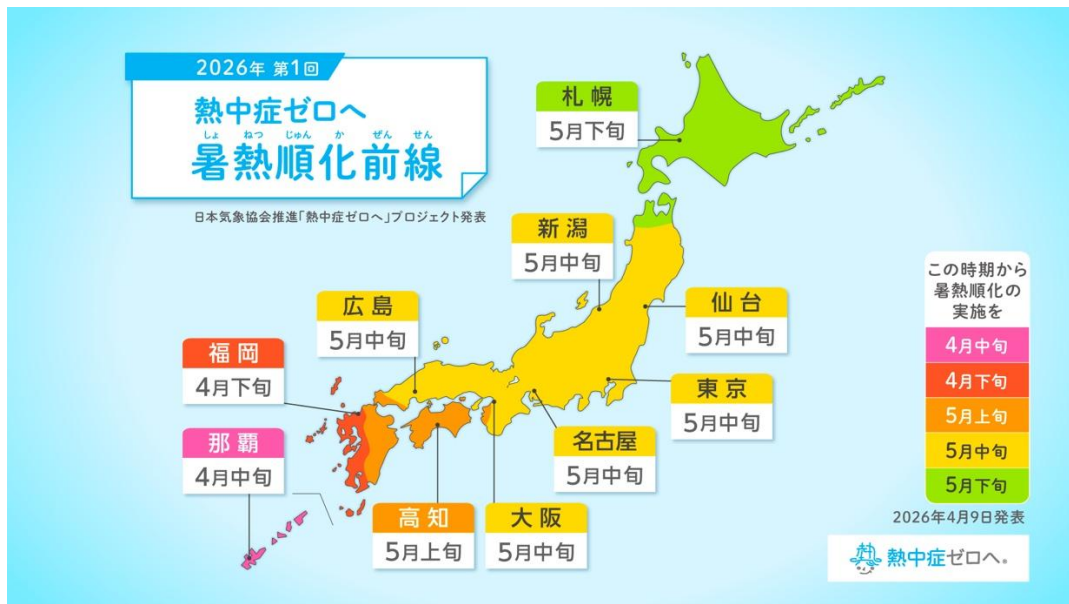 2026年 第1回
熱中症ゼロへ
しょ ねつ じゅん か ぜん せん
暑熱順化前線
日本気象協会推進「熱中症ゼロへ」プロジェクト発表
札幌
5月下旬
新潟
5月中旬
仙台
5月中旬
広島
5月中旬
福岡
4月下旬
東京
5月中旬
那覇
4月中旬
名古屋
5月中旬
高知
5月上旬
大阪
5月中旬
この時期から
暑熱順化の
実施を
4月中旬
4月下旬
5月上旬
5月中旬
5月下旬
2026年4月9日発表
熱中症ゼロへ®